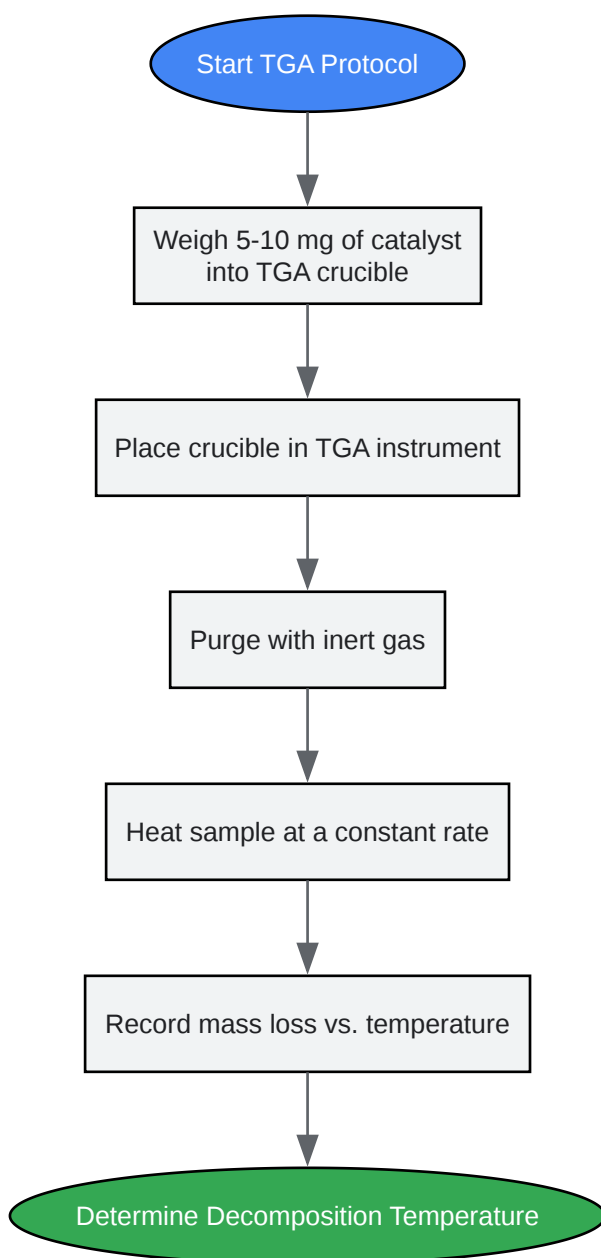 Start TGA Protocol
Weigh 5-10 mg of catalyst
into TGA crucible
Place crucible in TGA instrument
Purge with inert gas
Heat sample at a constant rate
Record mass loss vs. temperature
Determine Decomposition Temperature